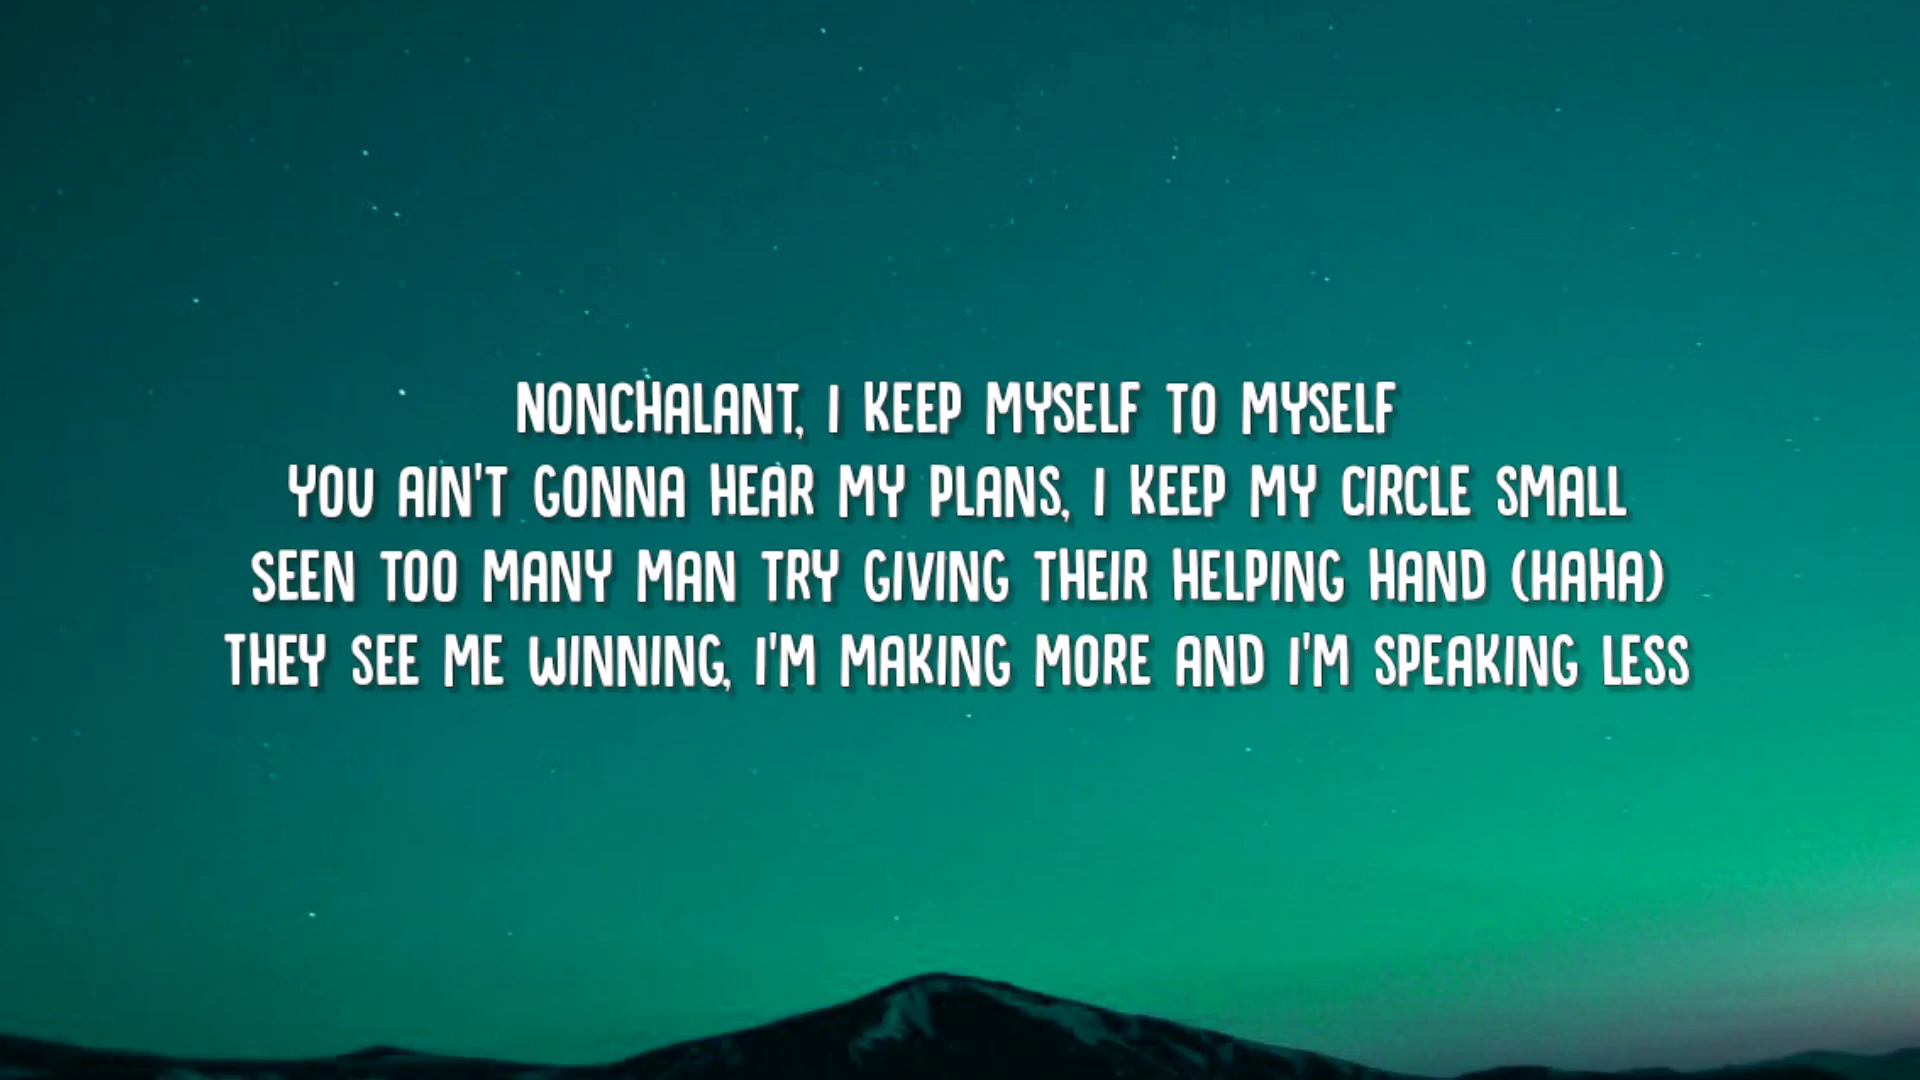 NONCHALANT, I KEEP MYSELF TO MYSELF
YOU AIN'T GONNA HEAR MY PLANS, I KEEP MY CIRCLE SMALL
SEEN TOO MANY MAN TRY GIVING THEIR HELPING HAND (HAHA)
THEY SEE ME WINNING, I'M MAKING MORE AND I'M SPEAKING LESS